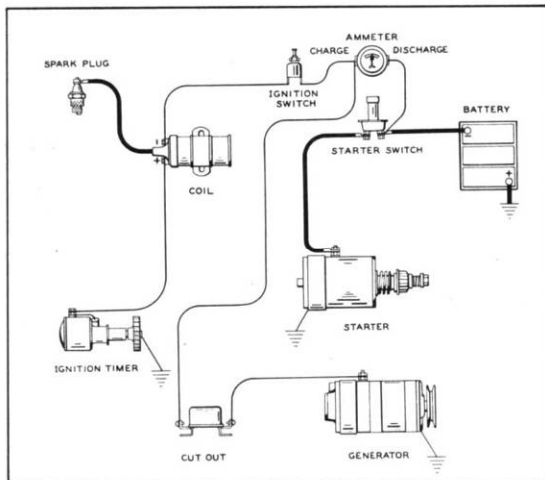 AMMETER
CHARGE DISCHARGE
SPARK PLUG
IGNITION
SWITCH
BATTERY
-
+
STARTER SWITCH
-
+
COIL
STARTER
IGNITION TIMER
CUT OUT
GENERATOR